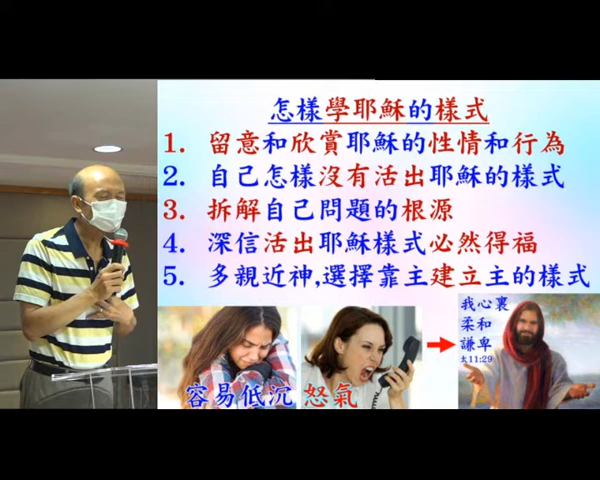 怎樣學耶穌的樣式
1. 留意和欣賞耶穌的性情和行為
2. 自己怎樣沒有活出耶穌的樣式
3. 拆解自己問題的根源
4. 深信活出耶穌樣式必然得福
5. 多親近神,選擇靠主建立主的樣式
我心裏
柔和
謙卑
太11:29
容易低沉 怒氣